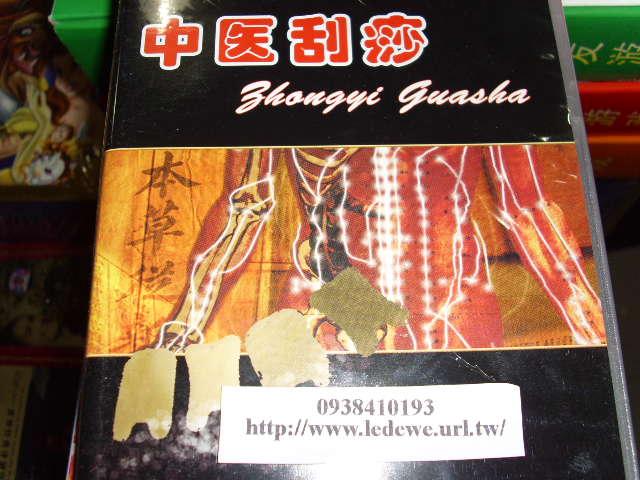 中医刮痧
Zhongyi Guasha
本草
0938410193
http://www.ledewe.url.tw/